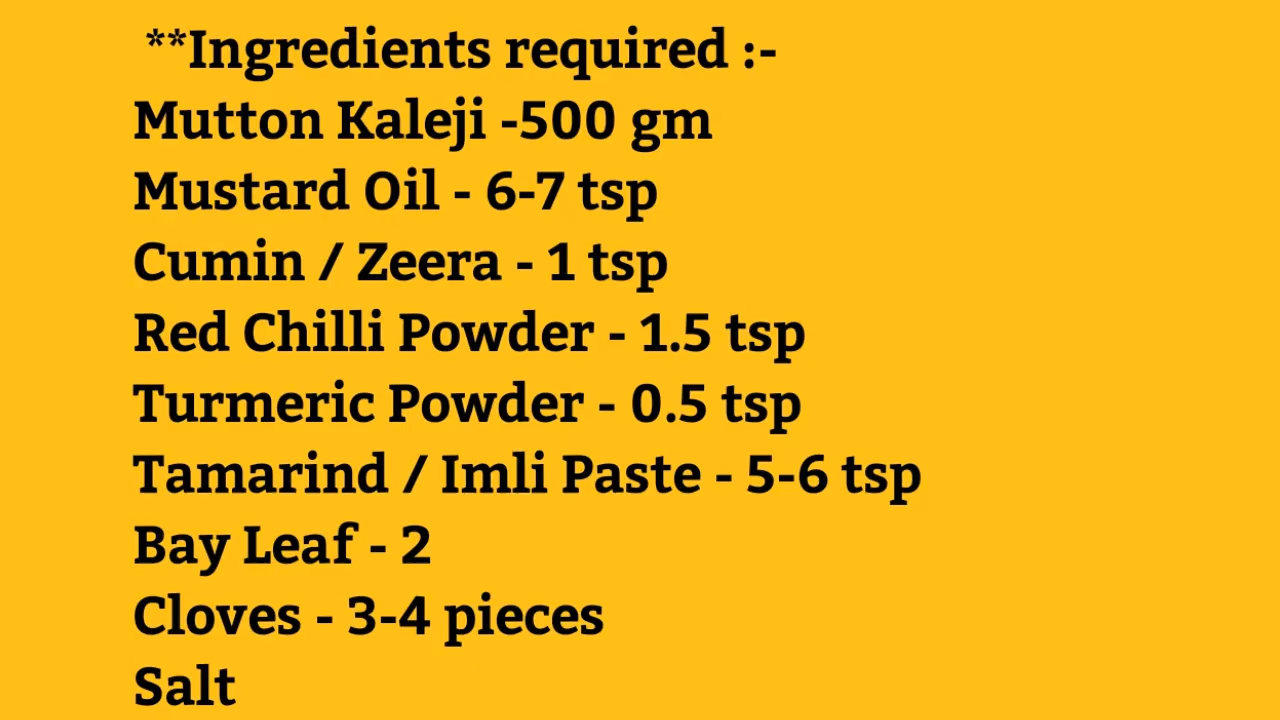 **Ingredients required :-
Mutton Kaleji -500 gm
Mustard Oil - 6-7 tsp
Cumin / Zeera - 1 tsp
Red Chilli Powder - 1.5 tsp
Turmeric Powder - 0.5 tsp
Tamarind / Imli Paste - 5-6 tsp
Bay Leaf - 2
Cloves - 3-4 pieces
Salt